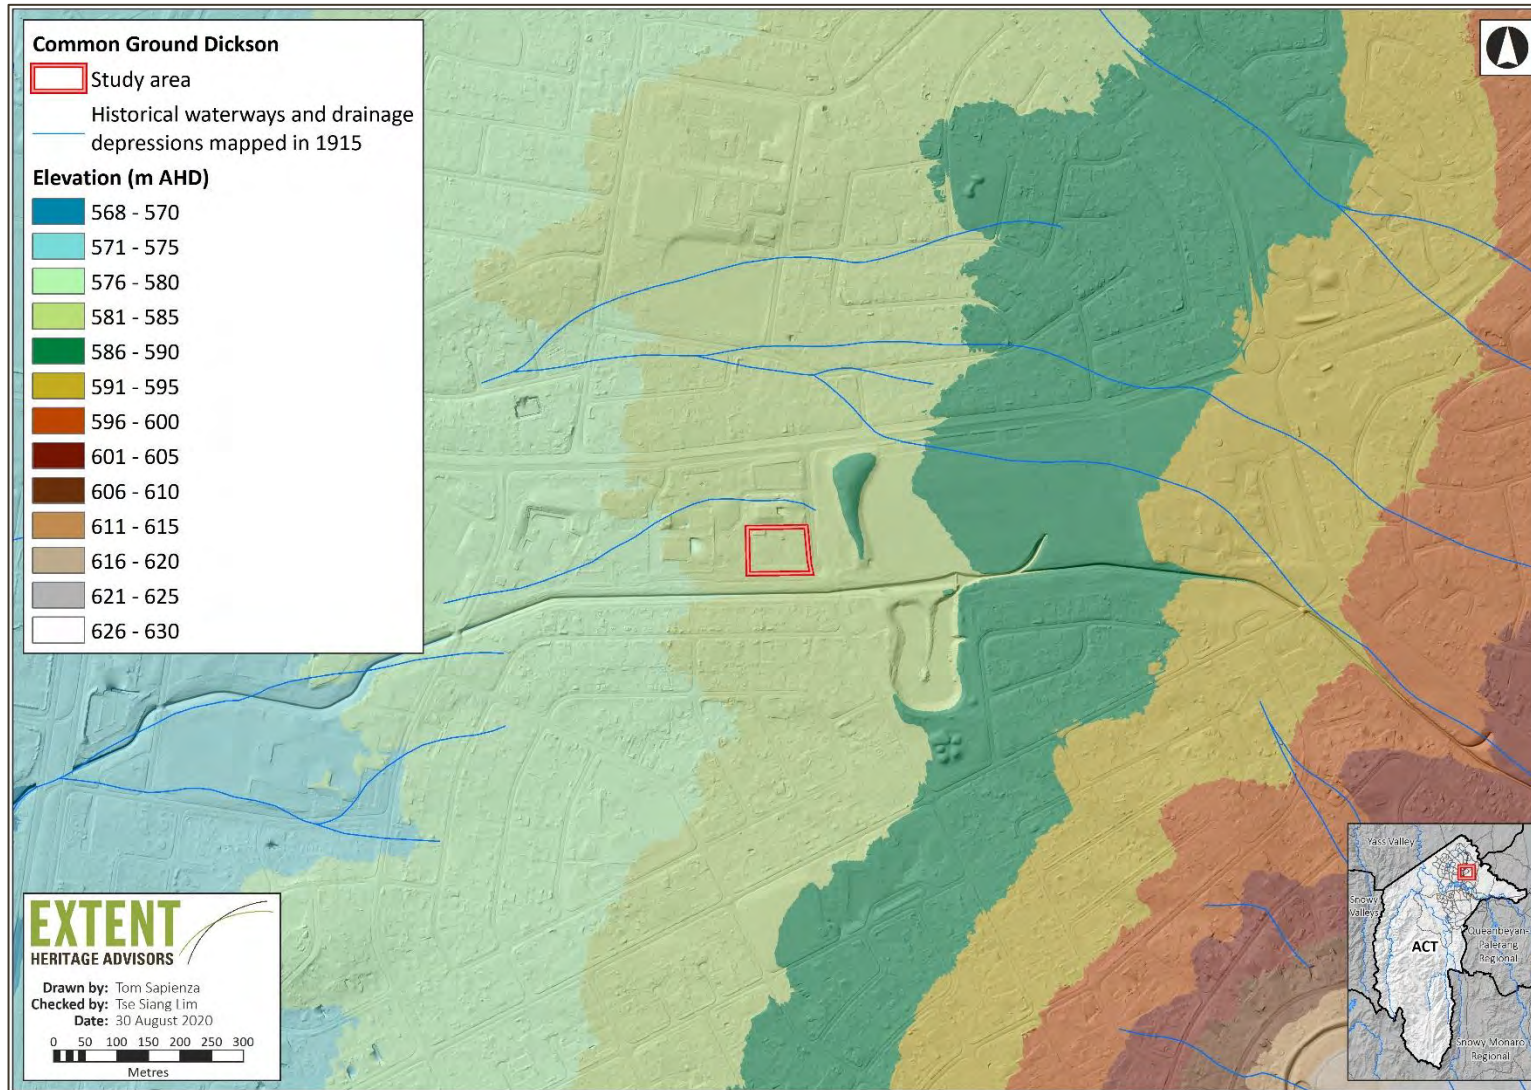 Common Ground Dickson
Study area
Historical waterways and drainage
depressions mapped in 1915
Elevation (m AHD)
568 - 570
571 - 575
576 - 580
581 - 585
586 - 590
591 - 595
596 - 600
601 - 605
606 - 610
611 - 615
616 - 620
621 - 625
626 - 630
EXTENT
HERITAGE ADVISORS
Drawn by: Tom Sapienza
Checked by: Tse Siang Lim
Date: 30 August 2020
0 50 100 150 200 250 300
Metres
Yass Valley
Snowy
Valleys
ACT
Queanbeyan-
Palerang
Regional
Snowy Monaro
Regional